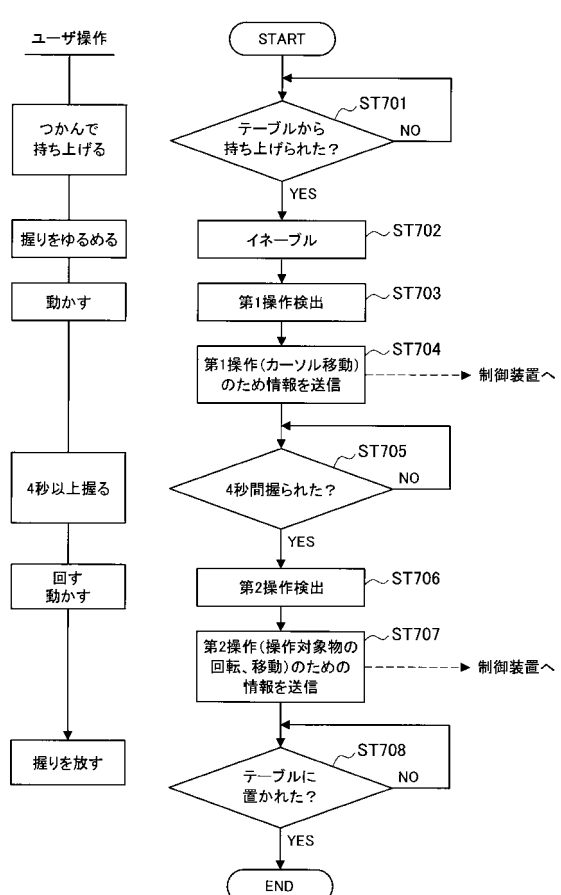 ユーザ操作
START
つかんで
持ち上げる
テーブルから
持ち上げられた？
ST701
NO
YES
握りをゆるめる
イネーブル
ST702
動かす
第1操作検出
ST703
第1操作（カーソル移動）
のため情報を送信
ST704
制御装置へ
4秒以上握る
4秒間握られた？
ST705
NO
YES
回す
動かす
第2操作検出
ST706
第2操作（操作対象物の
回転、移動）のための
情報を送信
ST707
制御装置へ
握りを放す
テーブルに
置かれた？
ST708
NO
YES
END